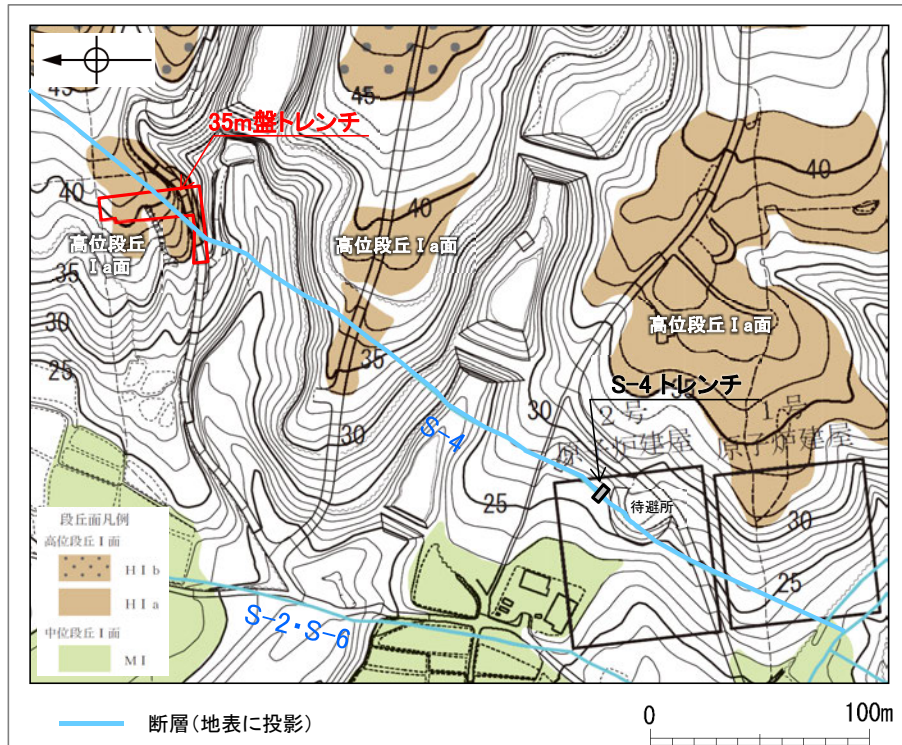 45
45
35m盤トレンチ
40
40
高位段丘
Ⅰa面
高位段丘Ⅰa面
35
高位段丘Ⅰa面
30
35
25
S-4トレンチ
30
2号
1号
原子炉建屋
原子炉建屋
S-4
30
25
待避所
30
25
段丘面凡例
高位段丘Ⅰ面
HⅠb
HⅠa
中位段丘Ⅰ面
MⅠ
S-2・S-6
断層(地表に投影)
0 100m